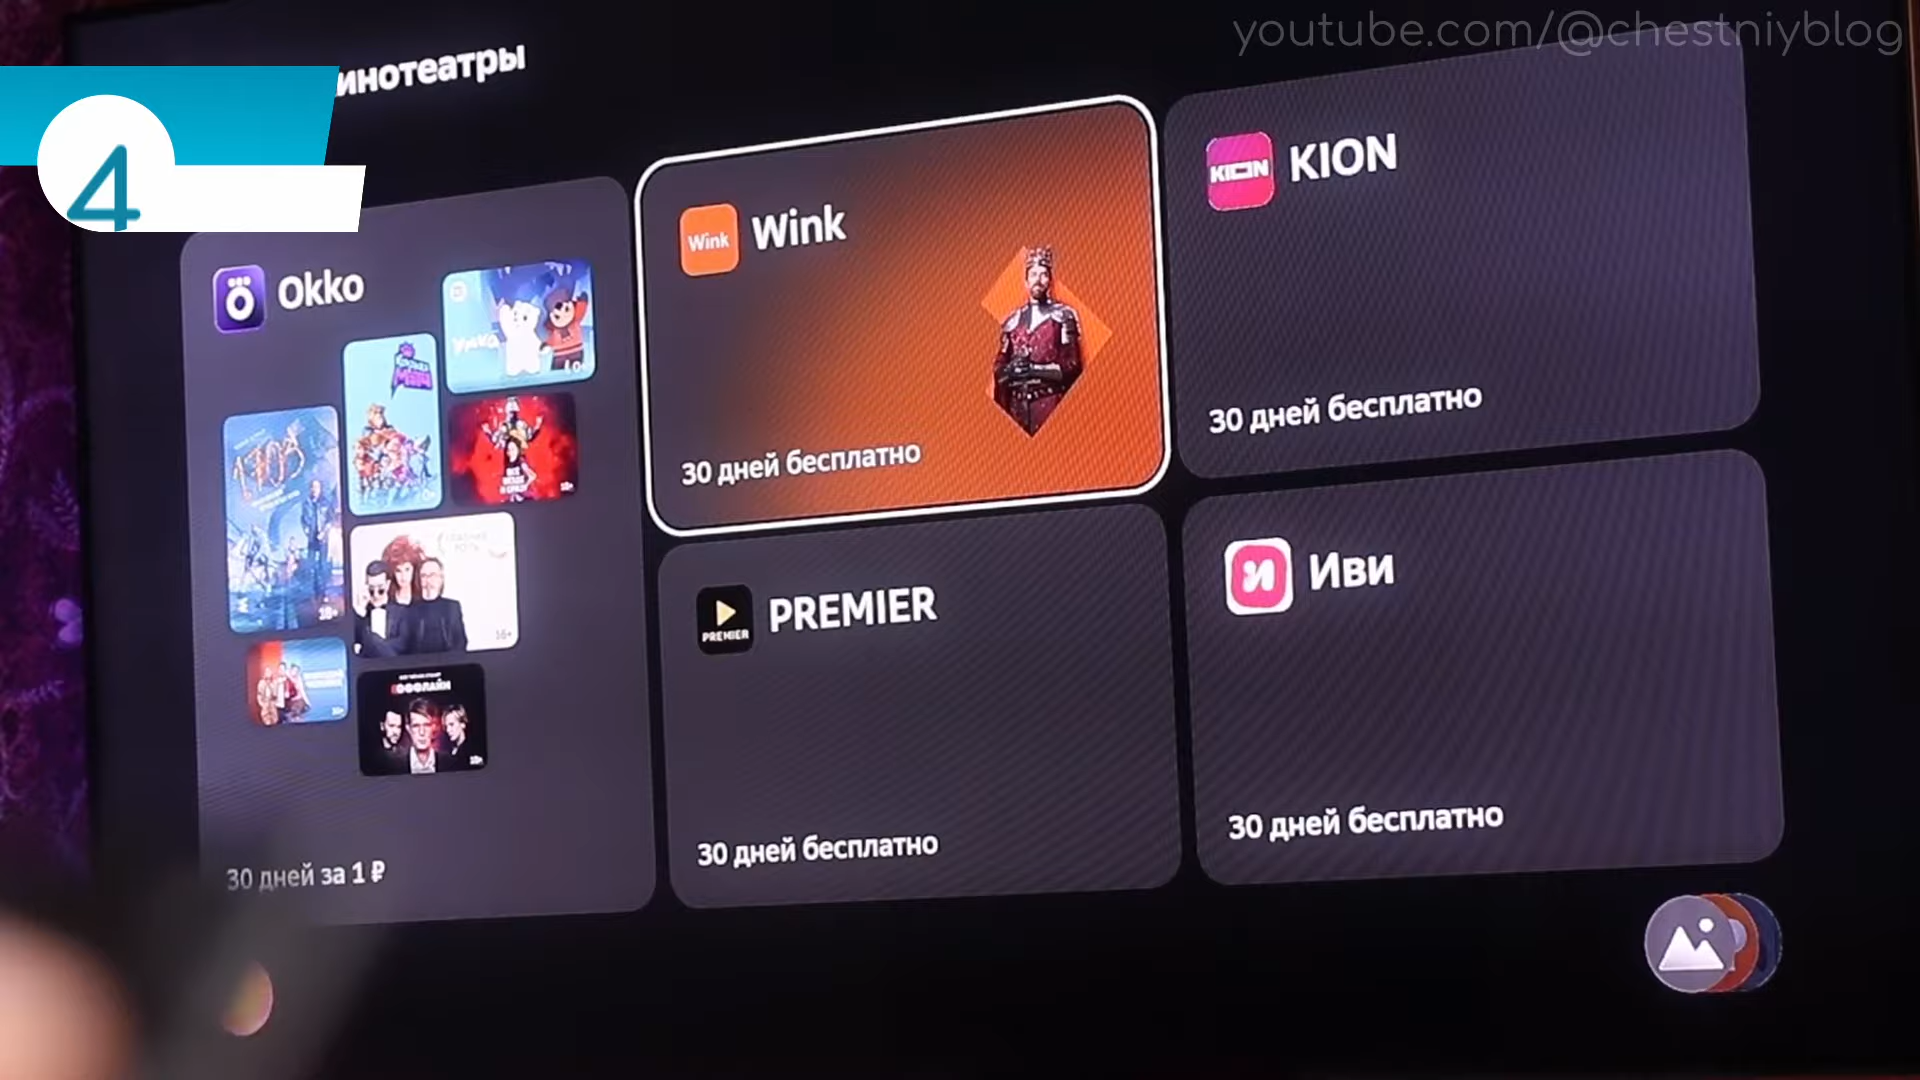 youtube.com/@chestniyblog
инотеатры
4
Okko
30 дней за 1 ₽
Wink
Wink
30 дней бесплатно
KION
KION
30 дней бесплатно
PREMIER
PREMIER
30 дней бесплатно
Иви
30 дней бесплатно